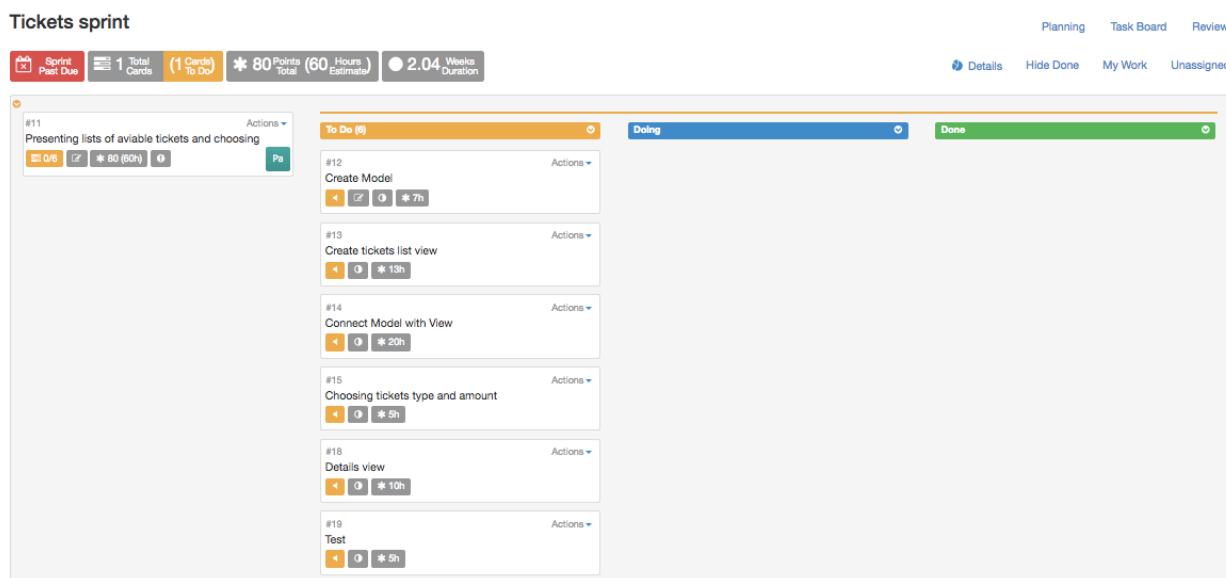 Tickets sprint
Planning Task Board Review
Sprint Past Due 1 Total Cards (1 Cards To Do) 80 Points Total (60 Hours Estimate) 2.04 Weeks Duration
Details Hide Done My Work Unassigned
#11 Actions
Presenting lists of aviable tickets and choosing
0/6 80 (60h) Pa
To Do (6) Doing Done
#12 Actions
Create Model
7h
#13 Actions
Create tickets list view
13h
#14 Actions
Connect Model with View
20h
#15 Actions
Choosing tickets type and amount
5h
#18 Actions
Details view
10h
#19 Actions
Test
5h